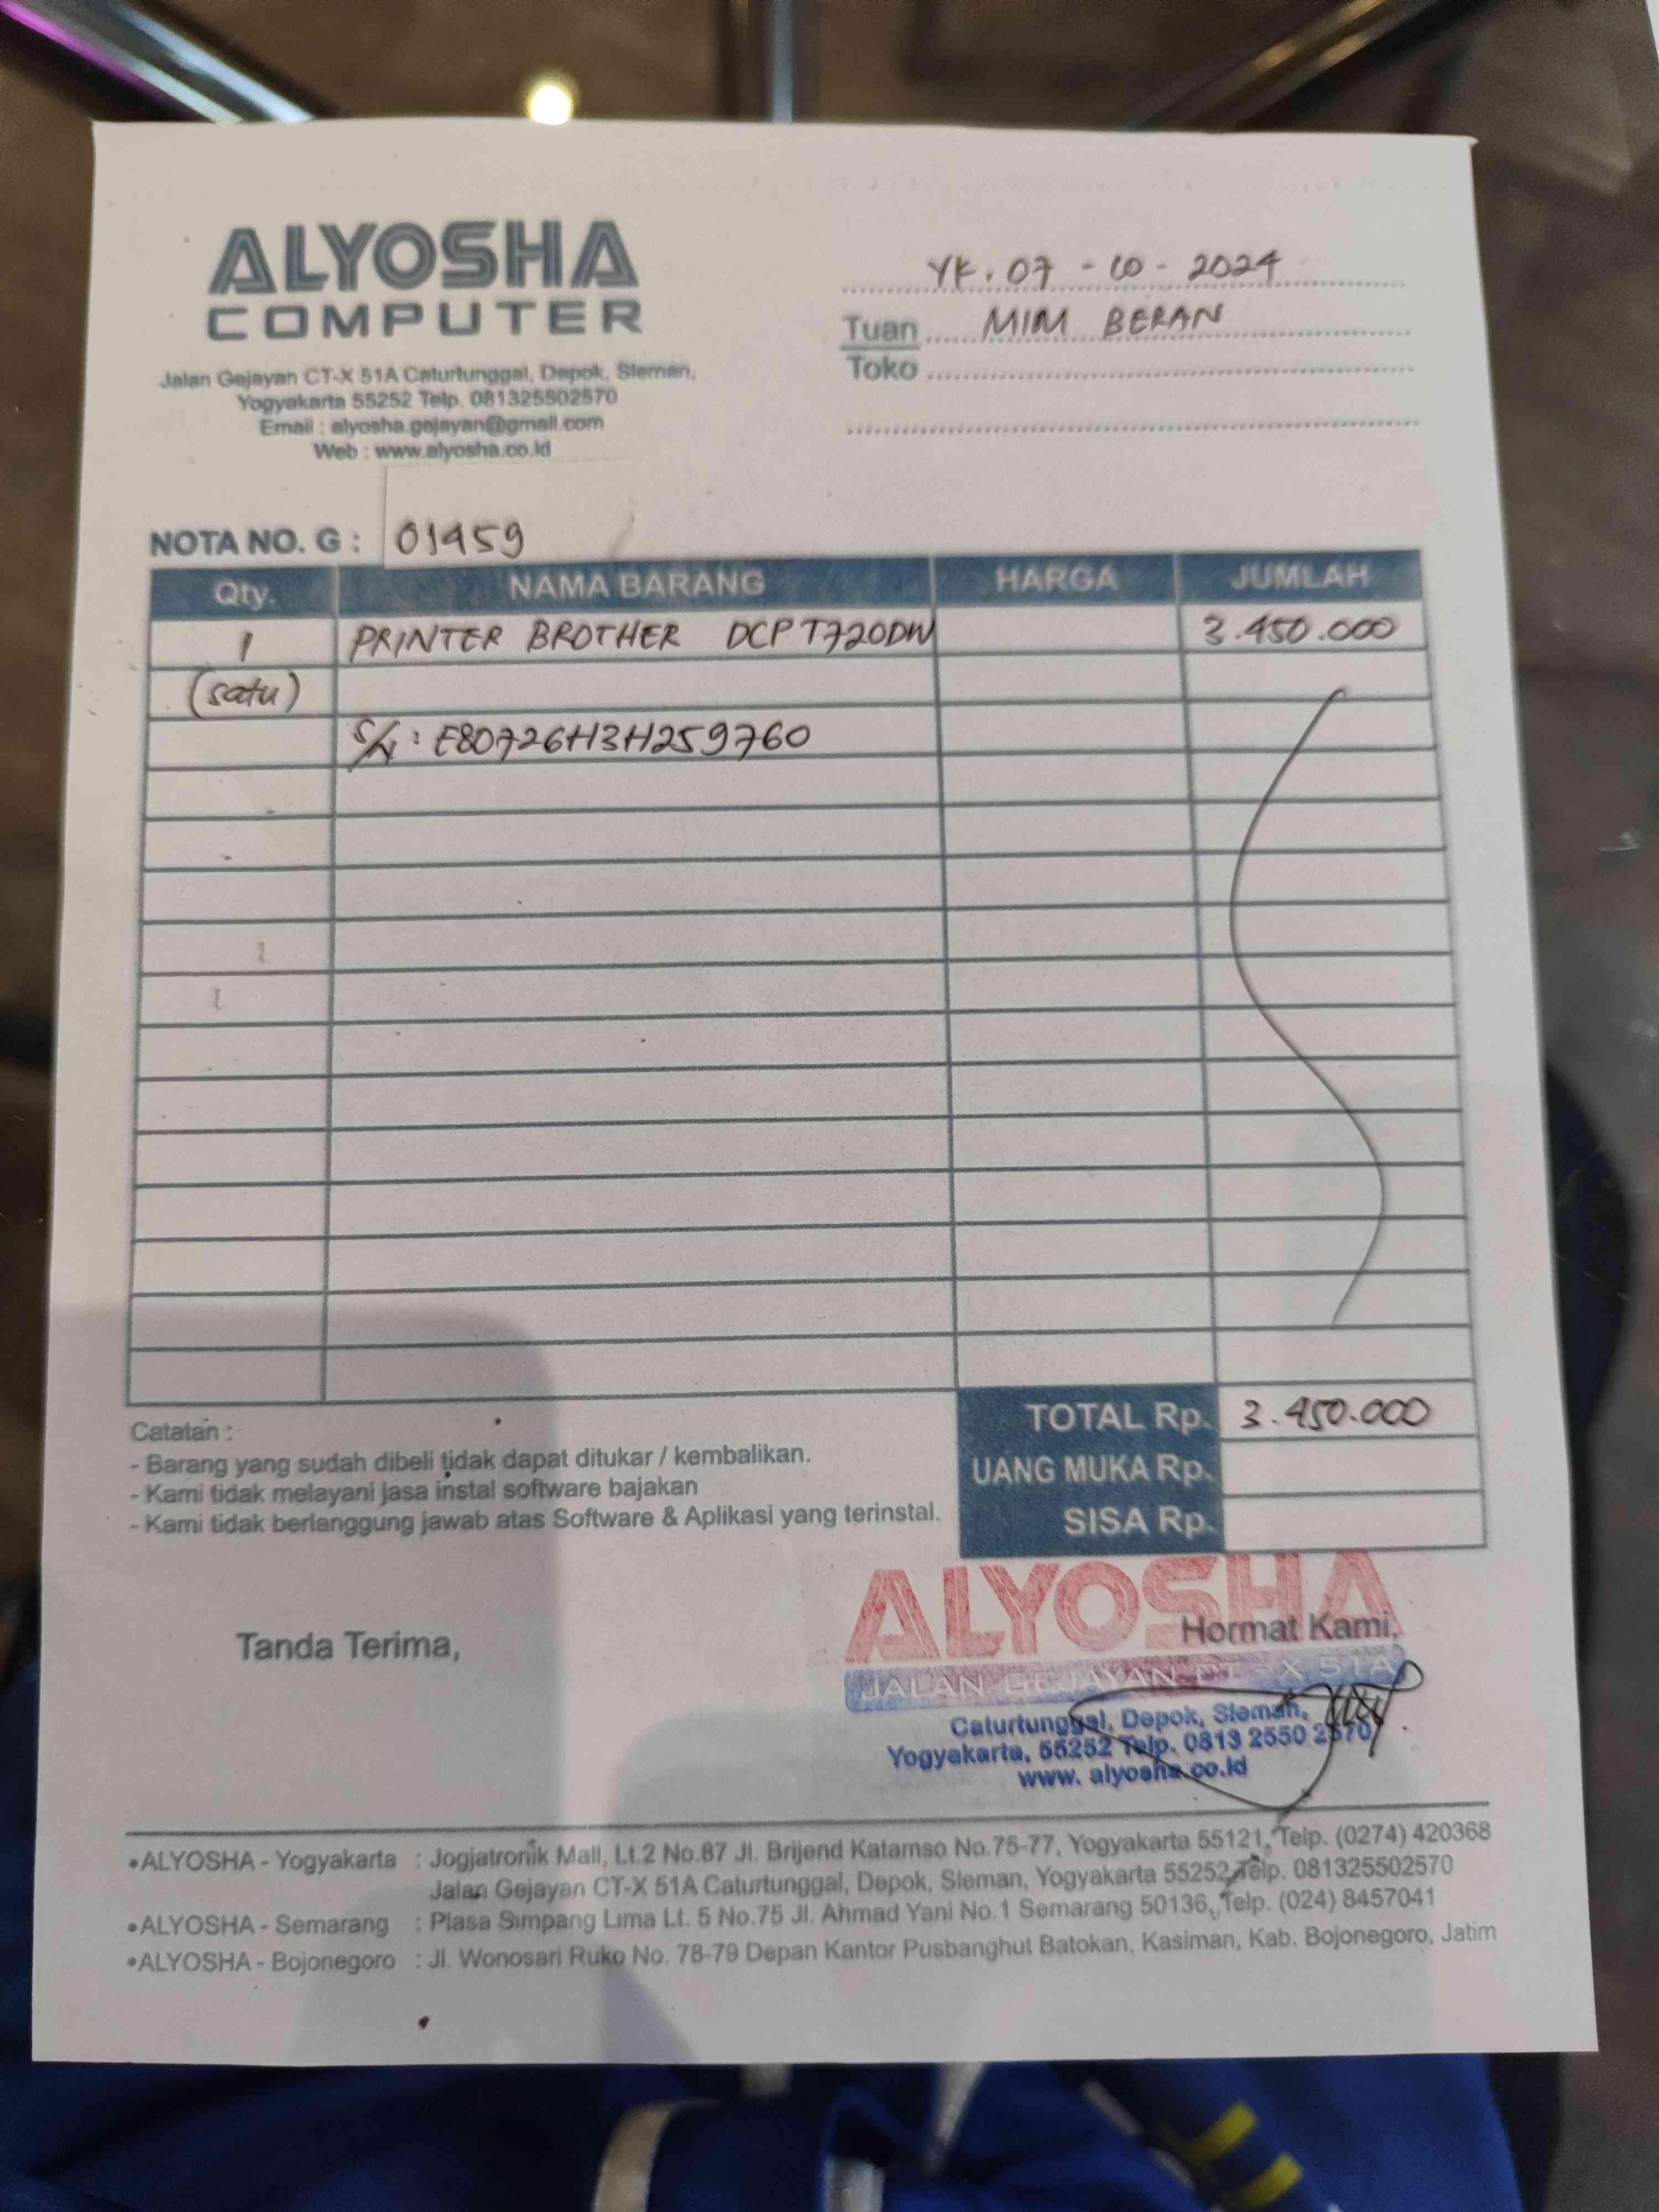 ALYOSHA
COMPUTER
Jalan Gejayan CT-X 51A Caturtunggal, Depok, Sleman,
Yogyakarta 55252 Telp. 081325502570
Email : alyosha.gejayan@gmail.com
Web : www.alyosha.co.id
YK. 07 - 10 - 2024
Tuan MIM BERAN
Toko
NOTA NO. G : 01459
Qty. NAMA BARANG HARGA JUMLAH
1 PRINTER BROTHER DCP T720DW 3.450.000
(satu)
S/N : E80726H3H259760
TOTAL Rp. 3.450.000
UANG MUKA Rp.
SISA Rp.
Catatan :
- Barang yang sudah dibeli tidak dapat ditukar / kembalikan.
- Kami tidak melayani jasa instal software bajakan
- Kami tidak berlanggung jawab atas Software & Aplikasi yang terinstal.
Tanda Terima,
Hormat Kami,
ALYOSHA
JALAN GEJAYAN CT - X 51A
Caturtunggal, Depok, Sleman,
Yogyakarta, 55252 Telp. 0813 2550 2570
www. alyosha.co.id
•ALYOSHA - Yogyakarta : Jogjatronik Mall, Lt.2 No.87 Jl. Brijend Katamso No.75-77, Yogyakarta 55121, Telp. (0274) 420368
Jalan Gejayan CT-X 51A Caturtunggal, Depok, Sleman, Yogyakarta 55252, Telp. 081325502570
•ALYOSHA - Semarang : Plasa Simpang Lima Lt. 5 No.75 Jl. Ahmad Yani No.1 Semarang 50136, Telp. (024) 8457041
•ALYOSHA - Bojonegoro : Jl. Wonosari Ruko No. 78-79 Depan Kantor Pusbanghut Batokan, Kasiman, Kab. Bojonegoro, Jatim